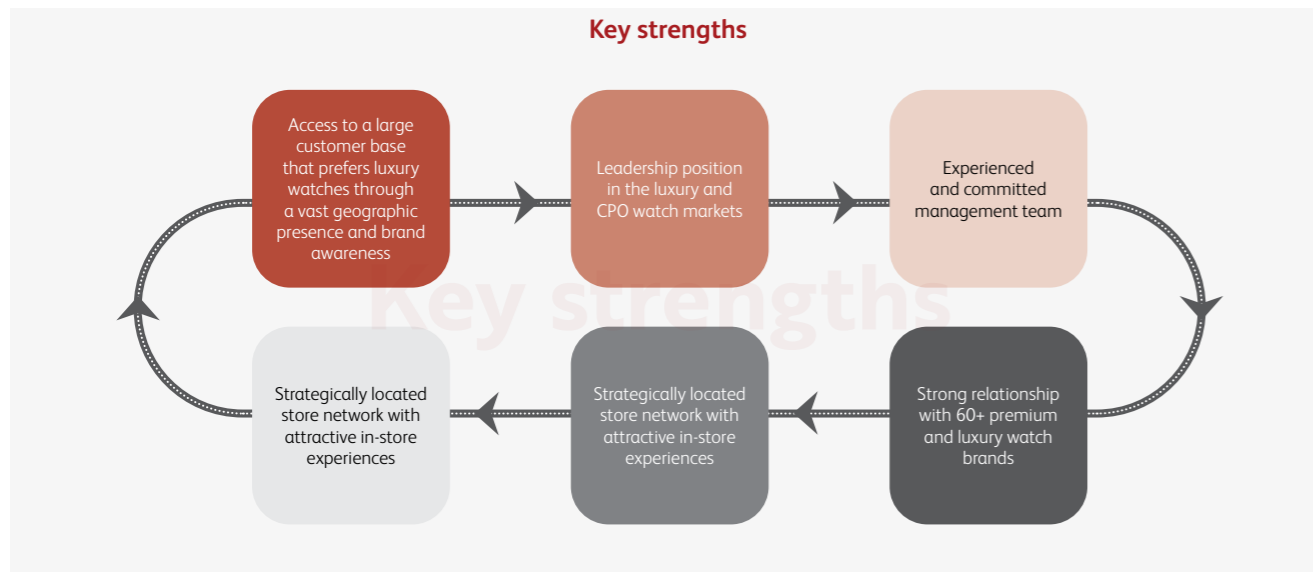 Key strengths
Access to a large
customer base
that prefers luxury
watches through
a vast geographic
presence and brand
awareness
Leadership position
in the luxury and
CPO watch markets
Experienced
and committed
management team
Key strengths
Strategically located
store network with
attractive in-store
experiences
Strategically located
store network with
attractive in-store
experiences
Strong relationship
with 60+ premium
and luxury watch
brands